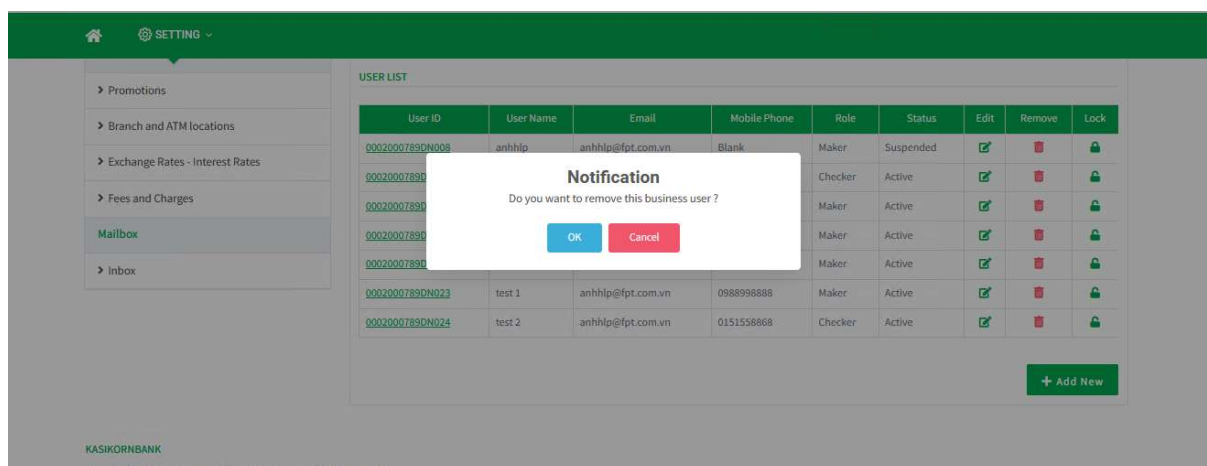 SETTING
> Promotions
> Branch and ATM locations
> Exchange Rates - Interest Rates
> Fees and Charges
Mailbox
> Inbox
USER LIST
User ID User Name Email Mobile Phone Role Status Edit Remove Lock
0002000789DN008 anhhlp anhhlp@fpt.com.vn Blank Maker Suspended
0002000789D Checker Active
0002000789D Maker Active
0002000789D Maker Active
0002000789D Maker Active
0002000789DN023 test 1 anhhlp@fpt.com.vn 0988998888 Maker Active
0002000789DN024 test 2 anhhlp@fpt.com.vn 0151558868 Checker Active
Notification
Do you want to remove this business user ?
OK Cancel
+ Add New
KASIKORNBANK